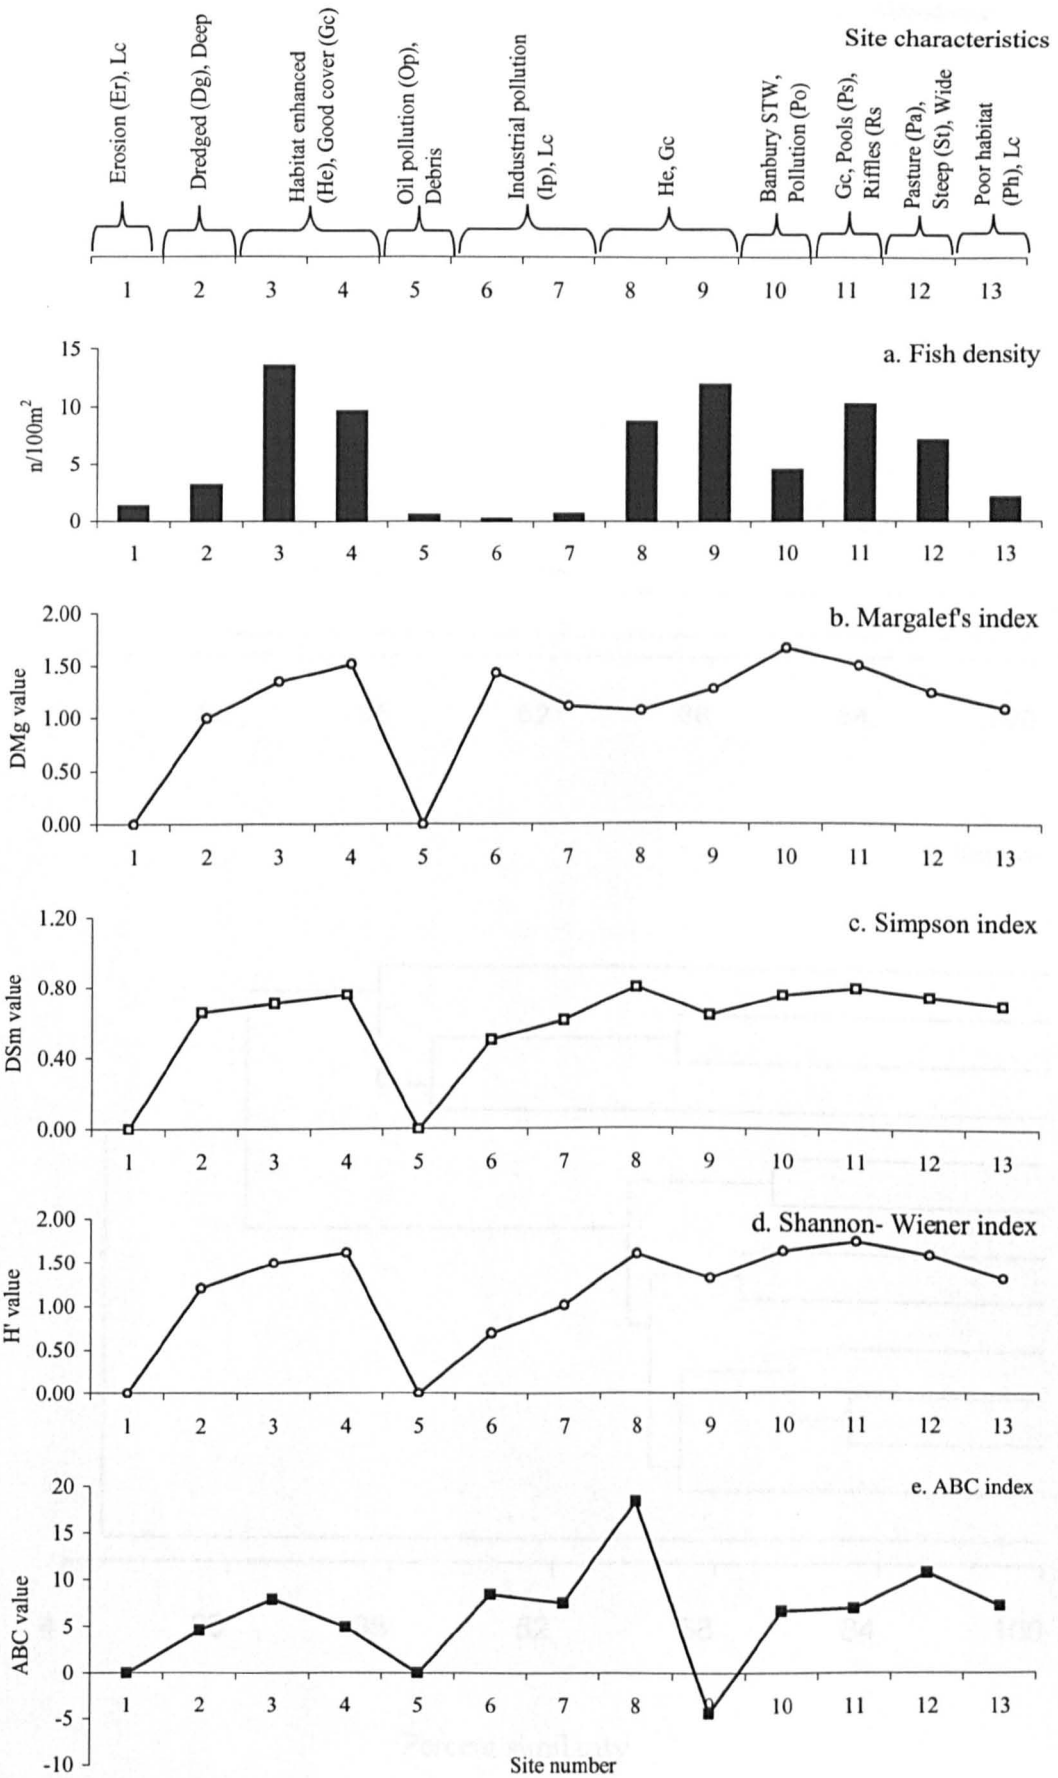 Site characteristics
Erosion (Er), Lc
Dredged (Dg), Deep
Habitat enhanced
(He), Good cover (Gc)
Oil pollution (Op),
Debris
Industrial pollution
(Ip), Lc
He, Gc
Banbury STW,
Pollution (Po)
Gc, Pools (Ps),
Riffles (Rs
Pasture (Pa),
Steep (St), Wide
Poor habitat
(Ph), Lc
1 2 3 4 5 6 7 8 9 10 11 12 13
a. Fish density
n/100m²
15
10
5
0
1 2 3 4 5 6 7 8 9 10 11 12 13
b. Margalef's index
DMg value
2.00
1.50
1.00
0.50
0.00
1 2 3 4 5 6 7 8 9 10 11 12 13
c. Simpson index
DSm value
1.20
0.80
0.40
0.00
1 2 3 4 5 6 7 8 9 10 11 12 13
d. Shannon- Wiener index
H' value
2.00
1.50
1.00
0.50
0.00
1 2 3 4 5 6 7 8 9 10 11 12 13
e. ABC index
ABC value
20
15
10
5
0
-5
-10
1 2 3 4 5 6 7 8 9 10 11 12 13
Site number